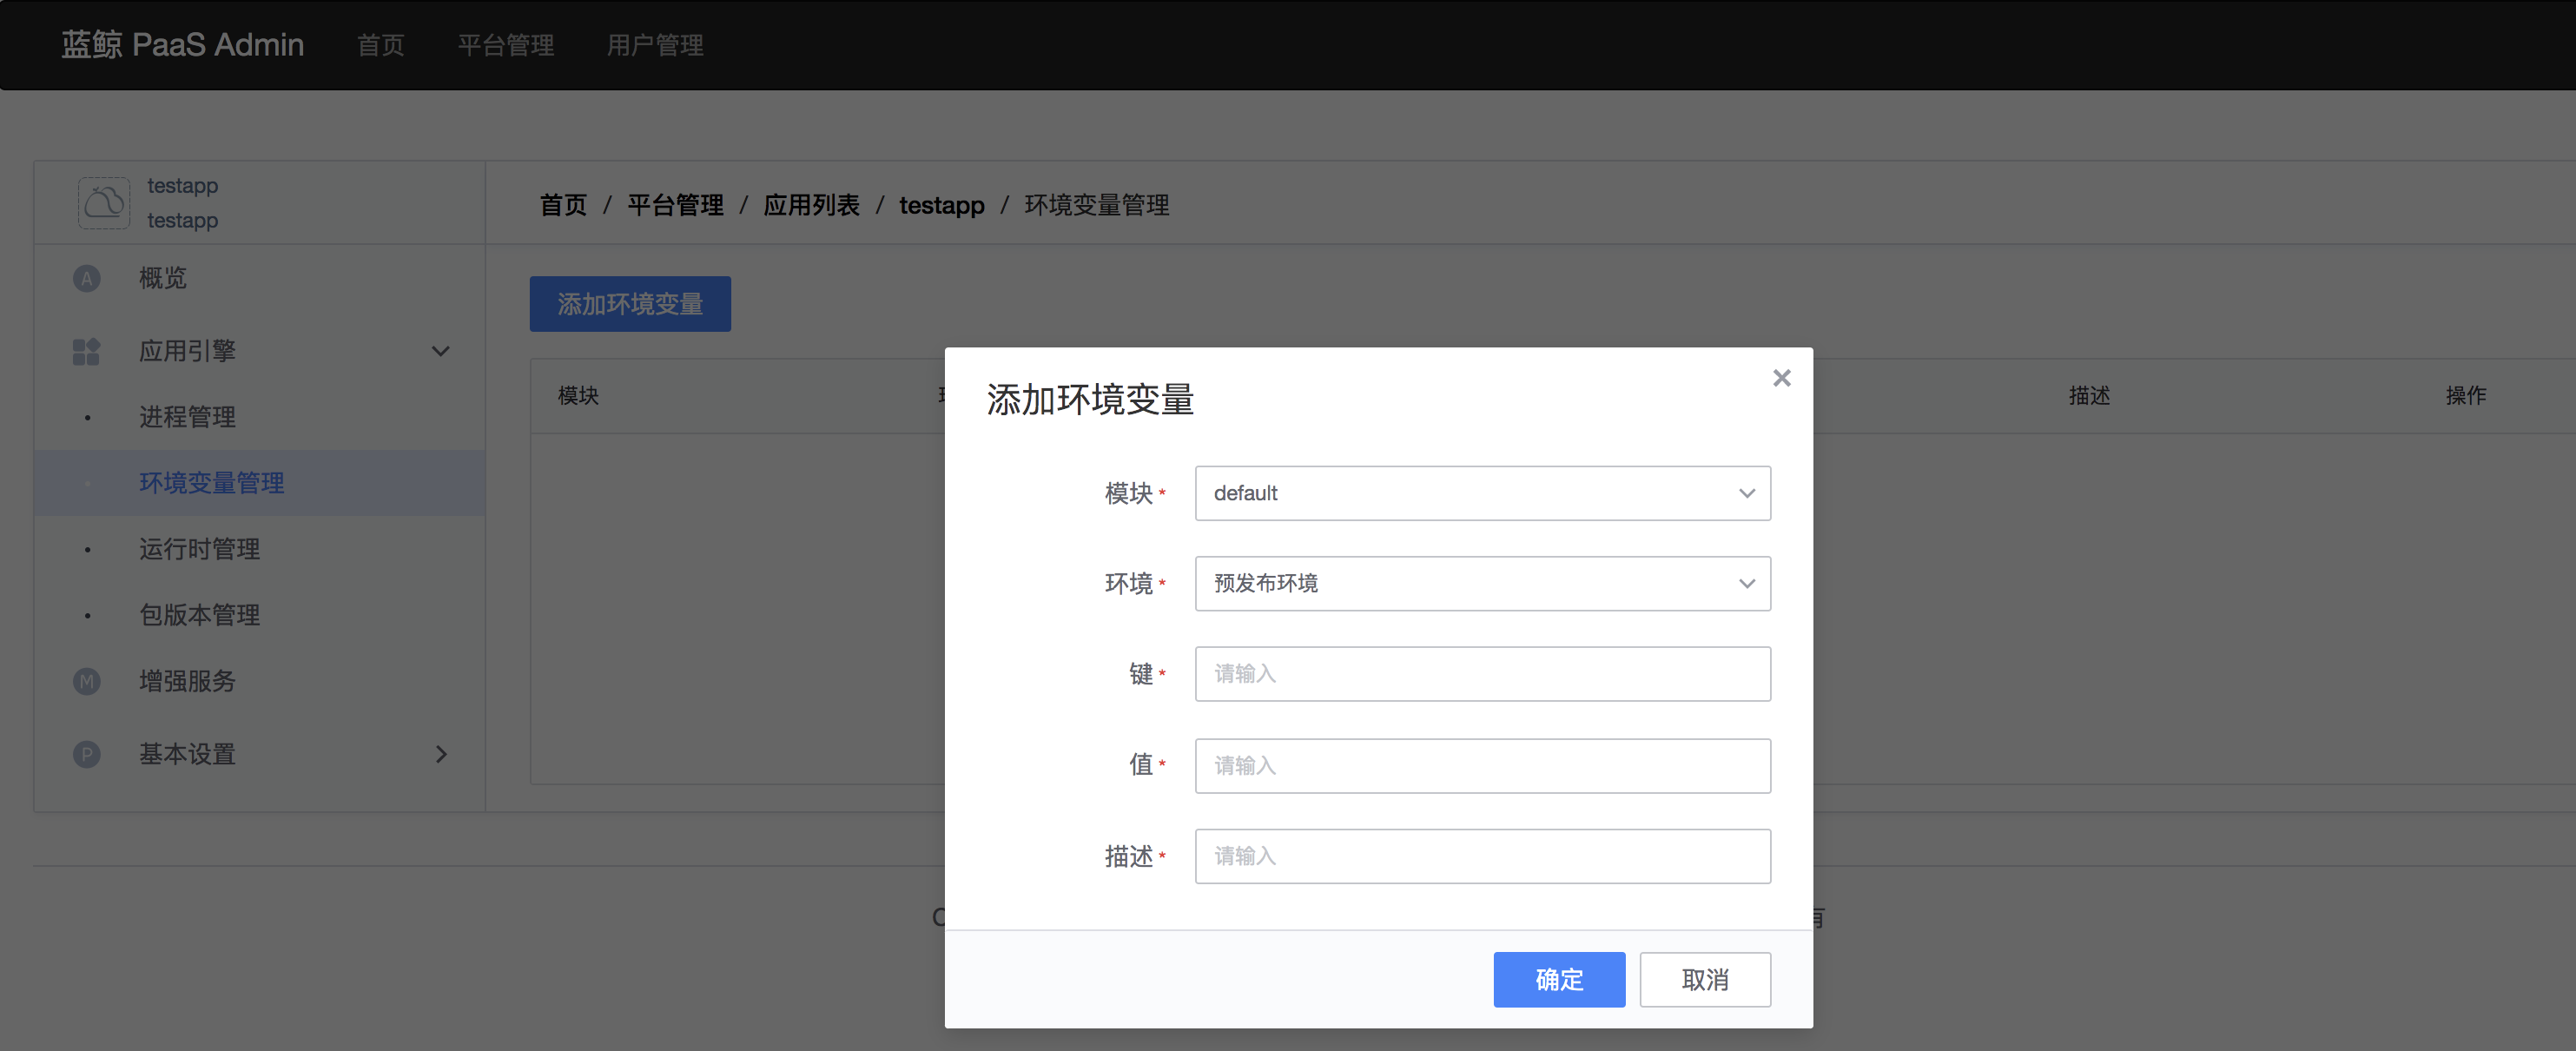 蓝鲸 PaaS Admin 首页 平台管理 用户管理
testapp
testapp
首页 / 平台管理 / 应用列表 / testapp / 环境变量管理
A 概览
应用引擎
进程管理
环境变量管理
运行时管理
包版本管理
M 增强服务
P 基本设置
添加环境变量
模块 描述 操作
添加环境变量
模块 * default
环境 * 预发布环境
键 * 请输入
值 * 请输入
描述 * 请输入
确定 取消
有